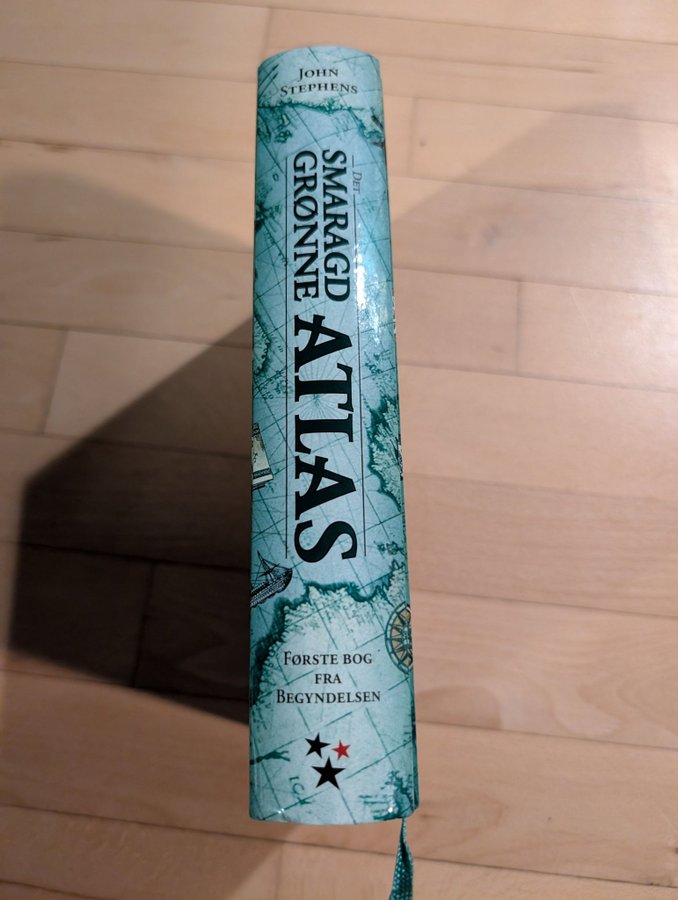 John
Stephens
Det
Smaragd
Grønne
Atlas
Første bog
fra
Begyndelsen